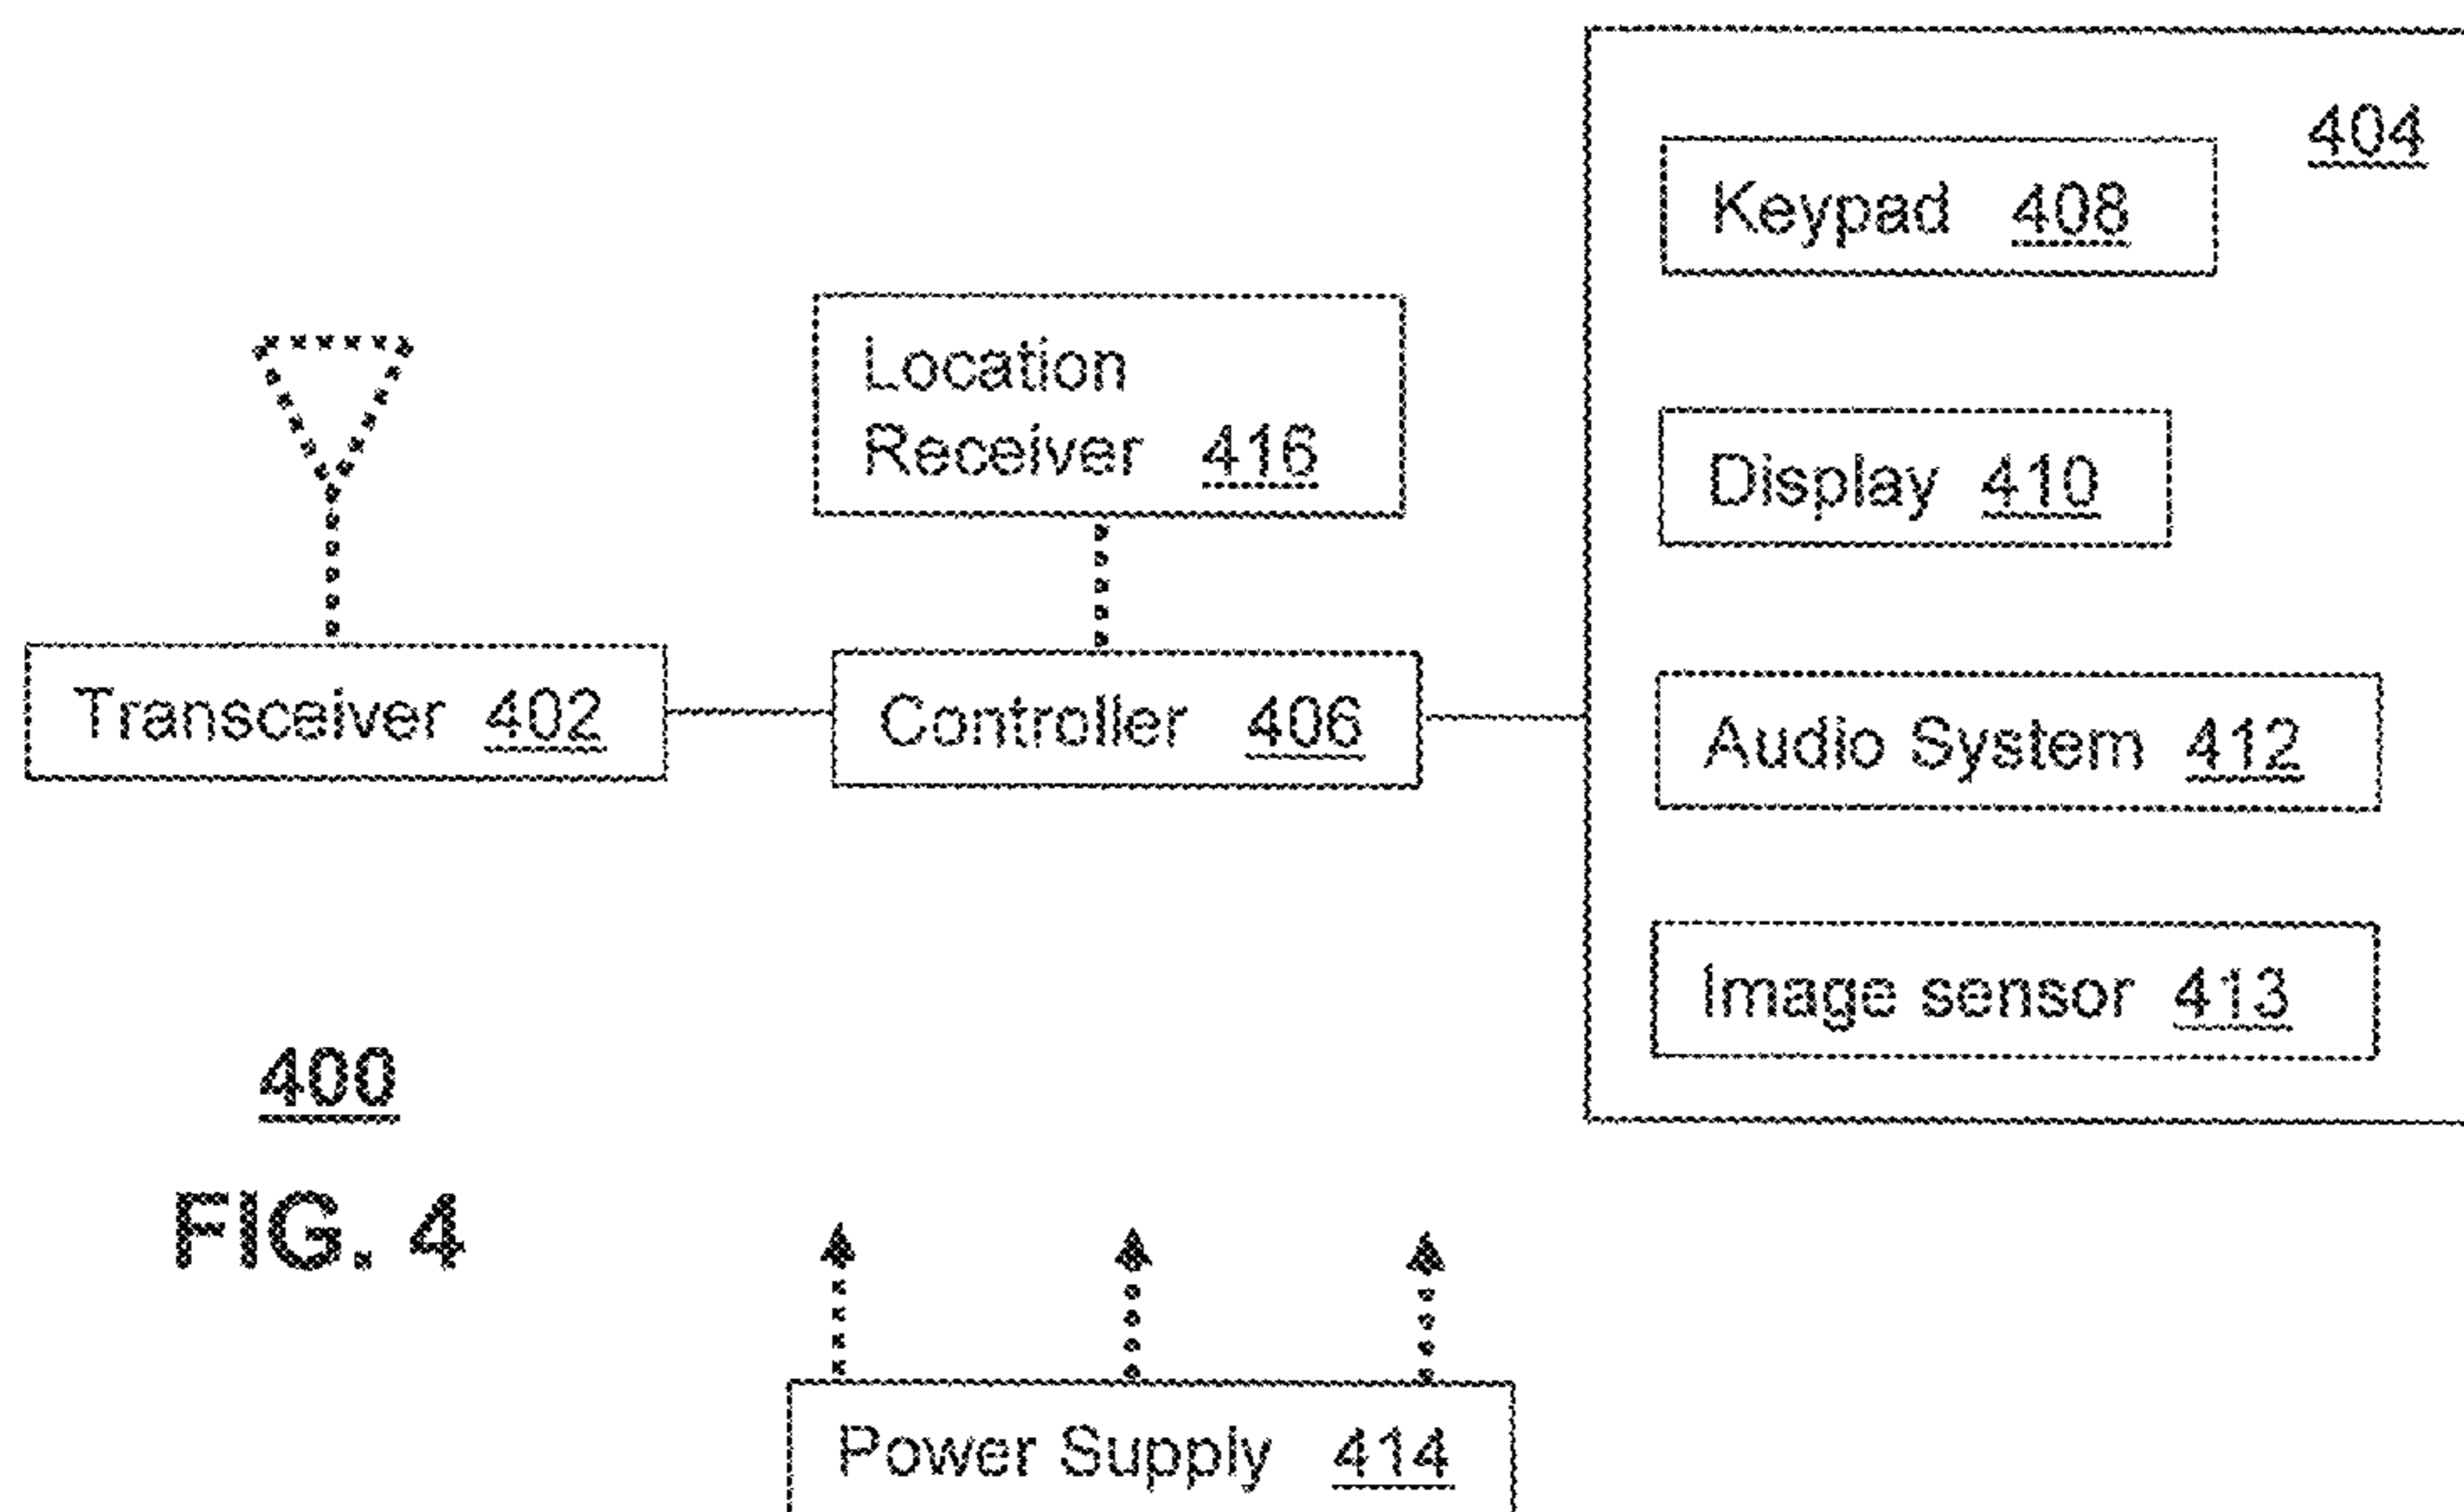 404
Keypad 408
Location
Receiver 416
Display 410
Transceiver 402
Controller 406
Audio System 412
Image sensor 413
400
FIG. 4
Power Supply 414